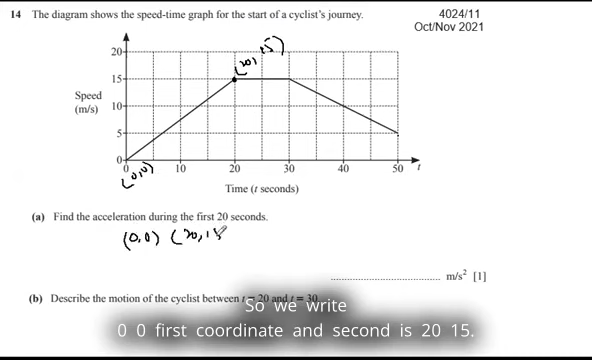 14 The diagram shows the speed-time graph for the start of a cyclist's journey.
4024/11
Oct/Nov 2021
(20, 15)
20
15
Speed
(m/s)
10
5
0
0 10 20 30 40 50 t
(0,0)
Time (t seconds)
(a) Find the acceleration during the first 20 seconds.
(0,0) (20,15
m/s² [1]
(b) Describe the motion of the cyclist between t = 20 and t = 30.
So we write
0 0 first coordinate and second is 20 15.